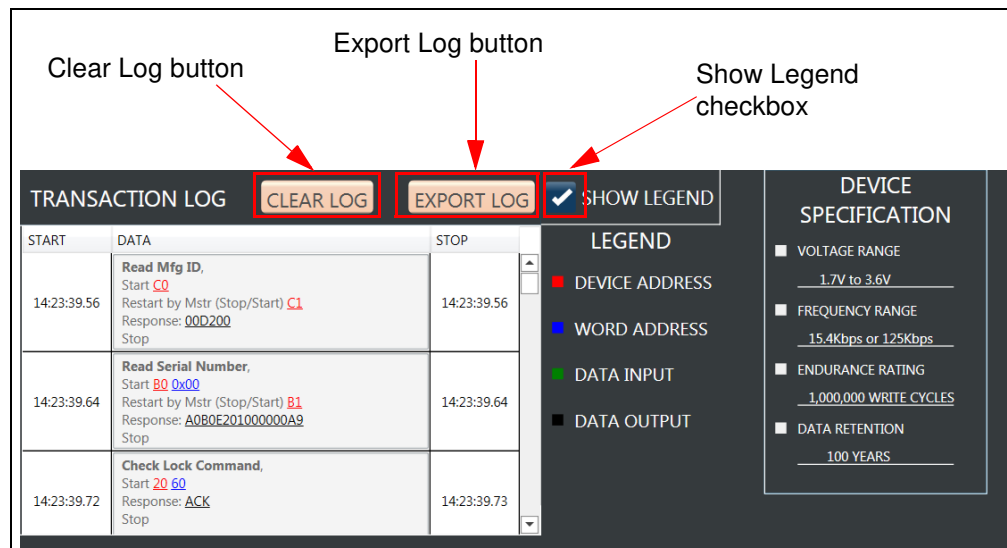 Export Log button
Clear Log button
Show Legend
checkbox
TRANSACTION LOG
CLEAR LOG
EXPORT LOG
SHOW LEGEND
START
DATA
STOP
14:23:39.56
Read Mfg ID,
Start C0
Restart by Mstr (Stop/Start) C1
Response: 00D200
Stop
14:23:39.56
14:23:39.64
Read Serial Number,
Start B0 0x00
Restart by Mstr (Stop/Start) B1
Response: A0B0E201000000A9
Stop
14:23:39.64
14:23:39.72
Check Lock Command,
Start 20 60
Response: ACK
Stop
14:23:39.73
LEGEND
DEVICE ADDRESS
WORD ADDRESS
DATA INPUT
DATA OUTPUT
DEVICE
SPECIFICATION
VOLTAGE RANGE
1.7V to 3.6V
FREQUENCY RANGE
15.4Kbps or 125Kbps
ENDURANCE RATING
1,000,000 WRITE CYCLES
DATA RETENTION
100 YEARS